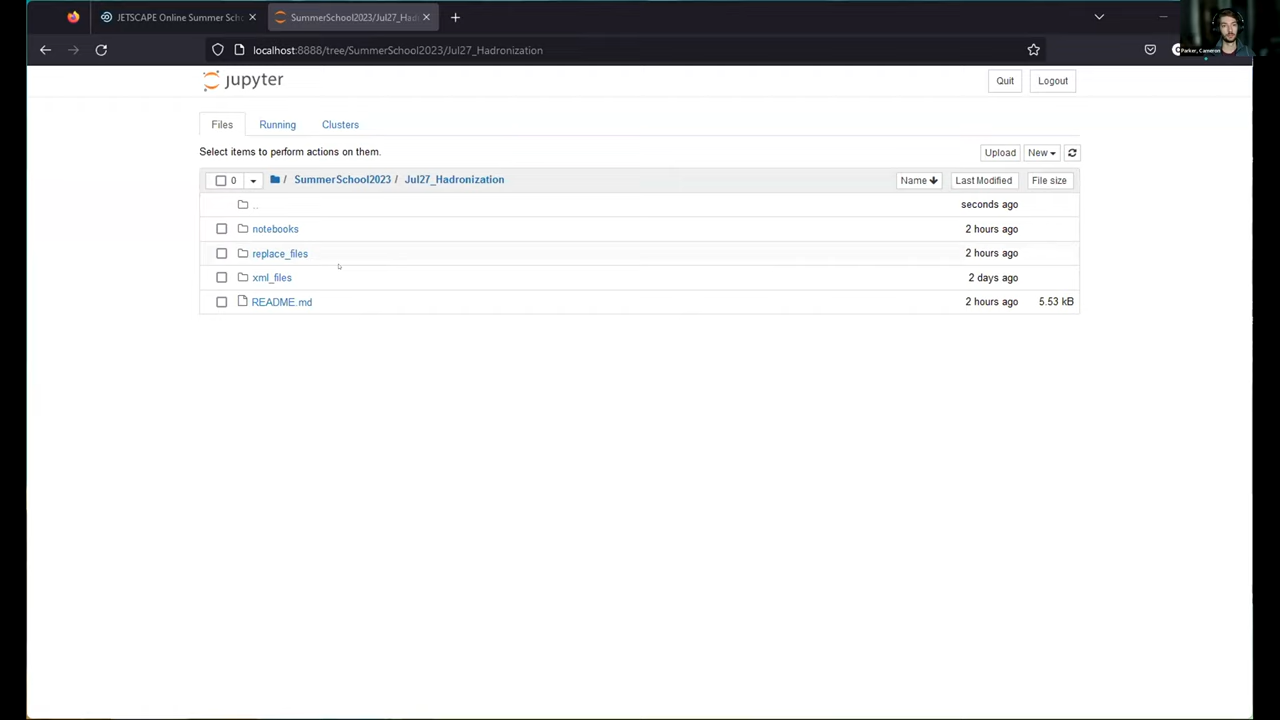 JETSCAPE Online Summer Sch
SummerSchool2023/Jul27_Had
localhost:8888/tree/SummerSchool2023/Jul27_Hadronization
Parker, Cameron
jupyter
Quit
Logout
Files
Running
Clusters
Select items to perform actions on them.
Upload
New
0
/ SummerSchool2023 / Jul27_Hadronization
Name
Last Modified
File size
..
seconds ago
notebooks
2 hours ago
replace_files
2 hours ago
xml_files
2 days ago
README.md
2 hours ago
5.53 kB